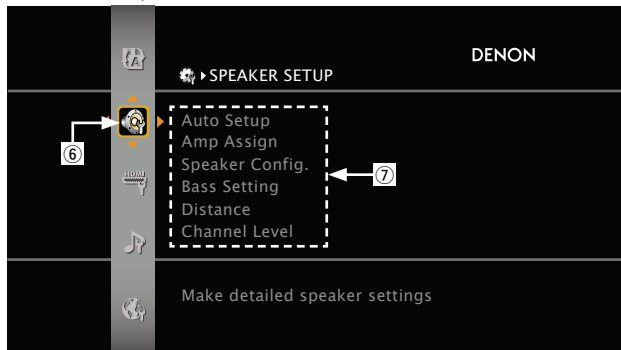 DENON
▸ SPEAKER SETUP
Auto Setup
Amp Assign
Speaker Config.
Bass Setting
Distance
Channel Level
Make detailed speaker settings
A
HDMI
⑥
⑦